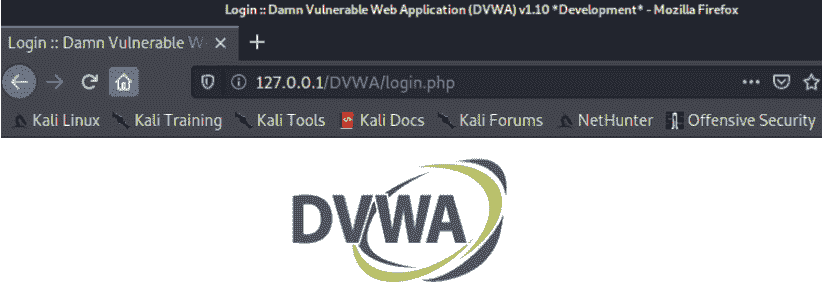 Login :: Damn Vulnerable Web Application (DVWA) v1.10 *Development* - Mozilla Firefox
Login :: Damn Vulnerable W
127.0.0.1/DVWA/login.php
Kali Linux Kali Training Kali Tools Kali Docs Kali Forums NetHunter Offensive Security
DVWA